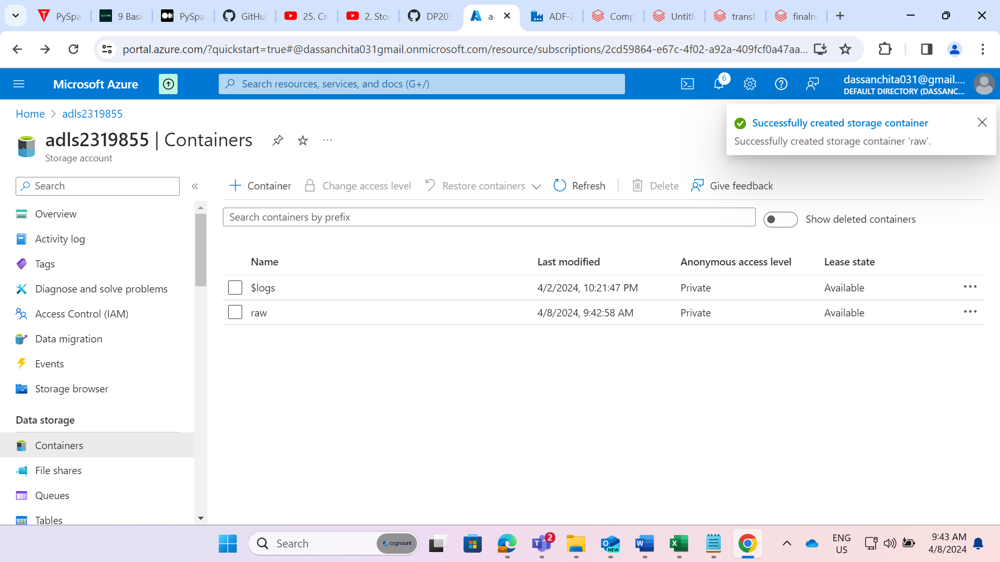 PySpa
9 Basi
PySpa
GitHu
25. Cr
2. Stor
DP203
a
ADF-2
Comp
Untitl
transf
finaln
portal.azure.com/?quickstart=true#@dassanchita031gmail.onmicrosoft.com/resource/subscriptions/2cd59864-e67c-4f02-a92a-409fcf0a47aa...
Microsoft Azure
Search resources, services, and docs (G+/)
6
dassanchita031@gmail....
DEFAULT DIRECTORY (DASSANC...
Home > adls2319855
Successfully created storage container
Successfully created storage container 'raw'.
adls2319855 | Containers
Storage account
Search
Container
Change access level
Restore containers
Refresh
Delete
Give feedback
Search containers by prefix
Show deleted containers
Overview
Activity log
Tags
Diagnose and solve problems
Access Control (IAM)
Data migration
Events
Storage browser
Data storage
Containers
File shares
Queues
Tables
Name Last modified Anonymous access level Lease state
$logs 4/2/2024, 10:21:47 PM Private Available
raw 4/8/2024, 9:42:58 AM Private Available
Search
cognizant
2
NEW
ENG
US
9:43 AM
4/8/2024